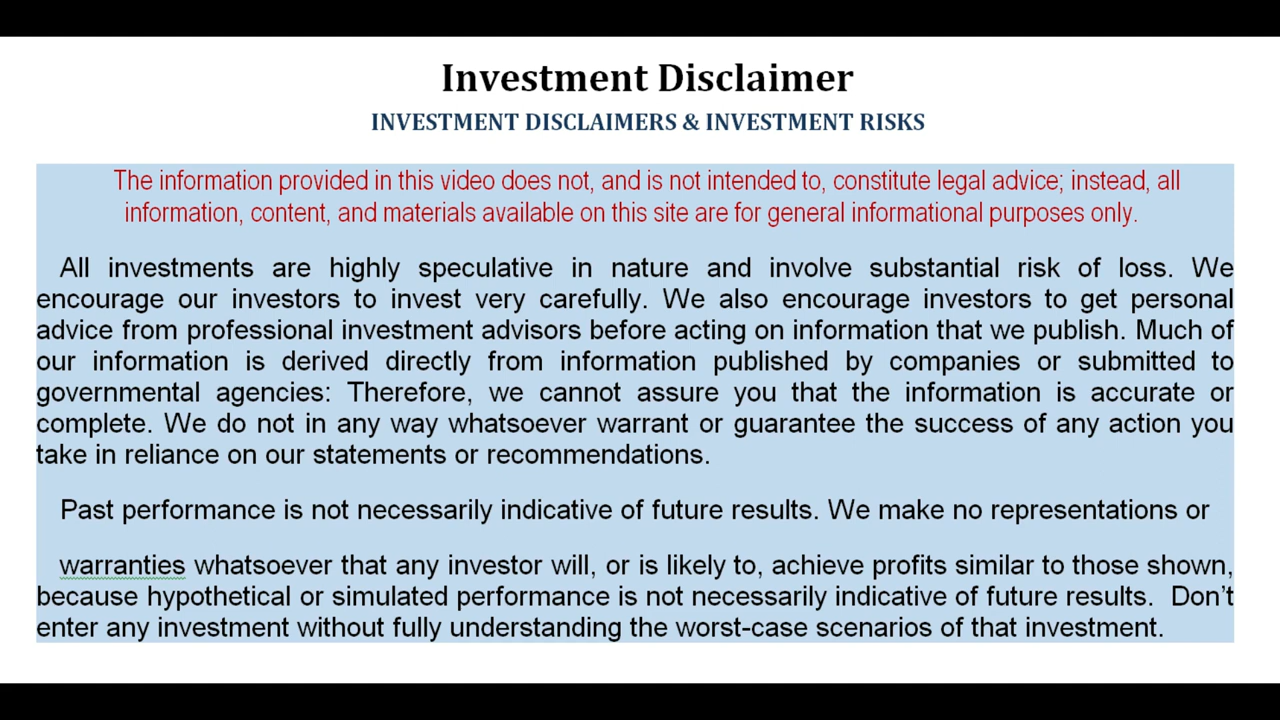 Investment Disclaimer
INVESTMENT DISCLAIMERS & INVESTMENT RISKS
The information provided in this video does not, and is not intended to, constitute legal advice; instead, all
information, content, and materials available on this site are for general informational purposes only.
All investments are highly speculative in nature and involve substantial risk of loss. We
encourage our investors to invest very carefully. We also encourage investors to get personal
advice from professional investment advisors before acting on information that we publish. Much of
our information is derived directly from information published by companies or submitted to
governmental agencies: Therefore, we cannot assure you that the information is accurate or
complete. We do not in any way whatsoever warrant or guarantee the success of any action you
take in reliance on our statements or recommendations.
Past performance is not necessarily indicative of future results. We make no representations or
warranties whatsoever that any investor will, or is likely to, achieve profits similar to those shown,
because hypothetical or simulated performance is not necessarily indicative of future results.  Don’t
enter any investment without fully understanding the worst-case scenarios of that investment.